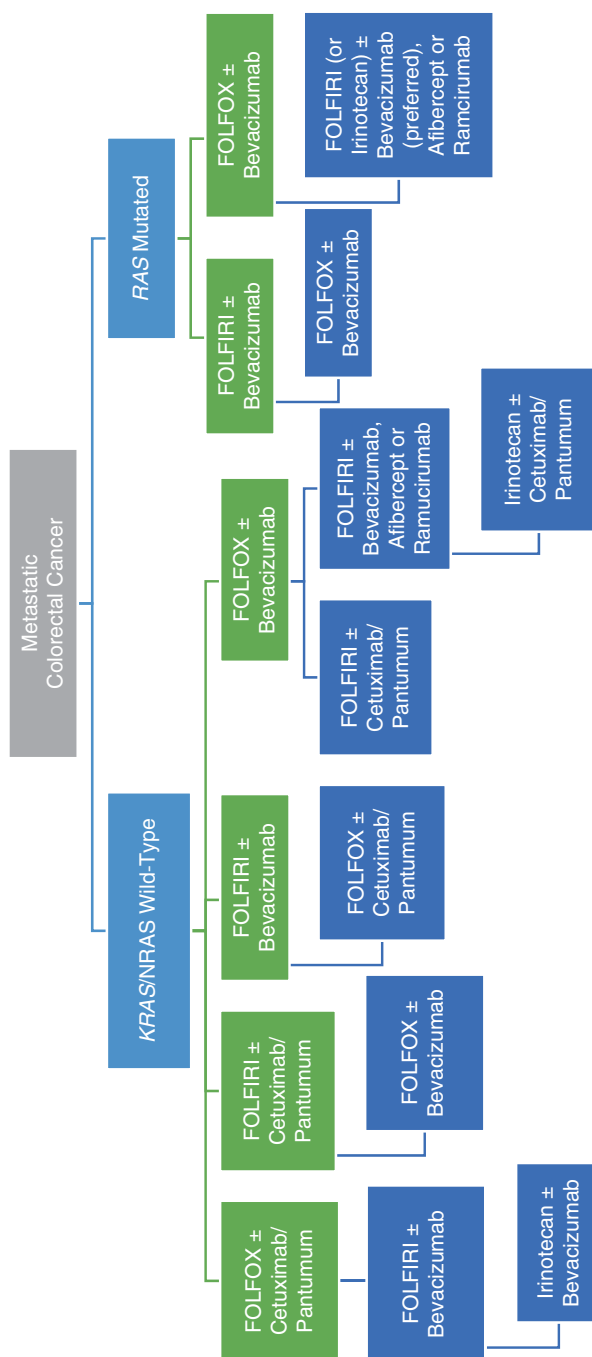 Metastatic
Colorectal Cancer
KRAS/NRAS Wild-Type
RAS Mutated
FOLFOX ±
Cetuximab/
Pantumum
FOLFIRI ±
Cetuximab/
Pantumum
FOLFIRI ±
Bevacizumab
FOLFOX ±
Bevacizumab
FOLFIRI ±
Bevacizumab
FOLFOX ±
Bevacizumab
FOLFIRI ±
Bevacizumab
FOLFOX ±
Bevacizumab
FOLFOX ±
Cetuximab/
Pantumum
FOLFIRI ±
Cetuximab/
Pantumum
FOLFIRI ±
Bevacizumab,
Afibercept or
Ramucirumab
FOLFOX ±
Bevacizumab
FOLFIRI (or
Irinotecan) ±
Bevacizumab
(preferred),
Afibercept or
Ramcirumab
Irinotecan ±
Bevacizumab
Irinotecan ±
Cetuximab/
Pantumum